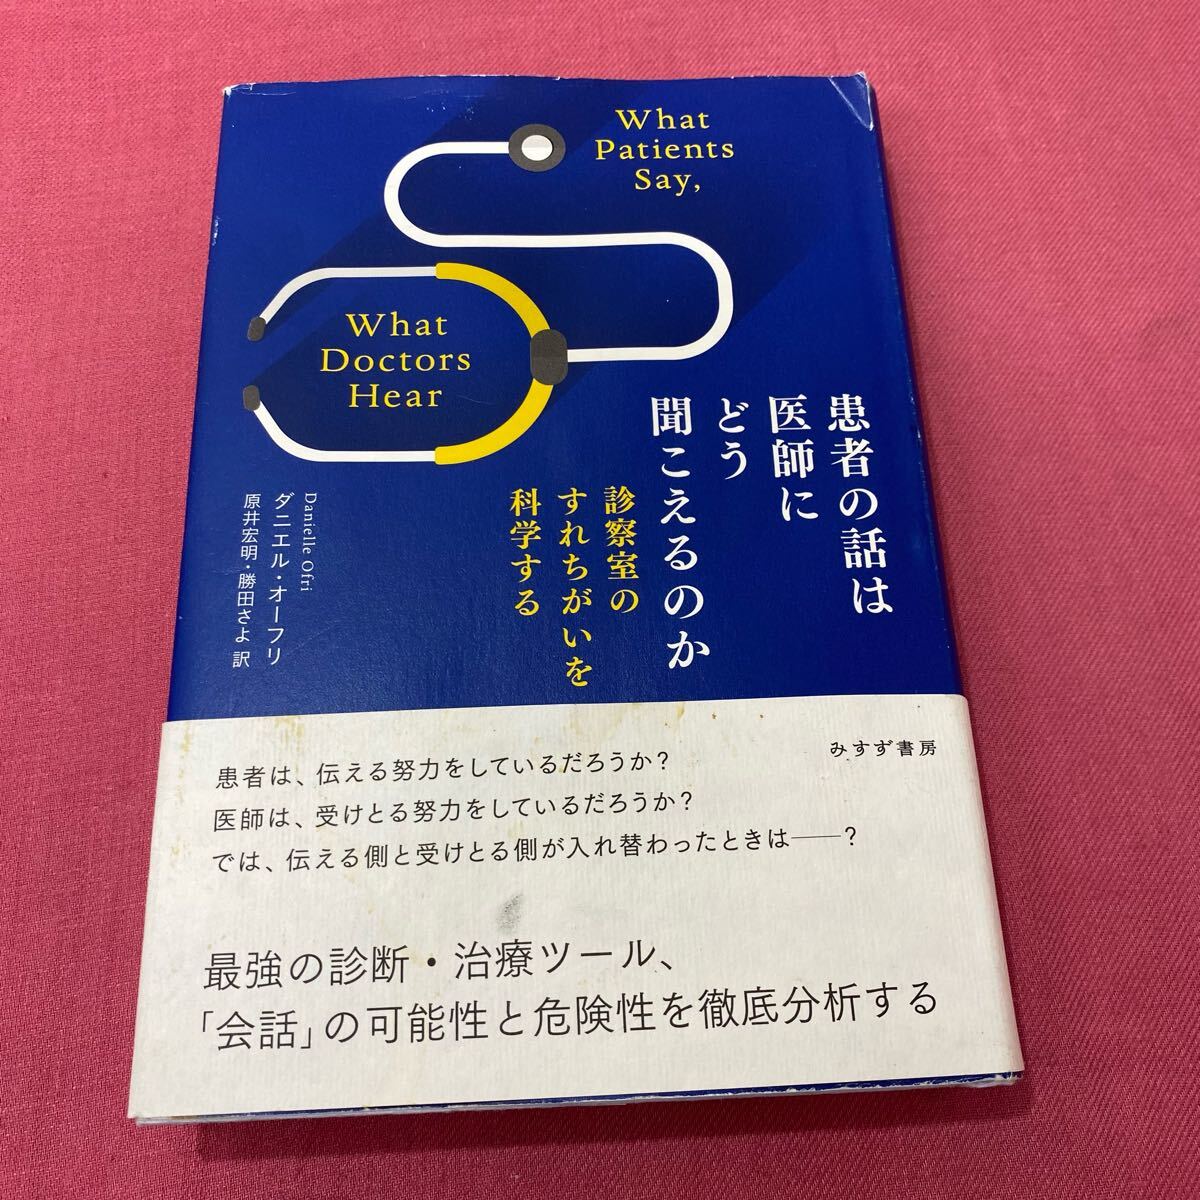 What
Patients
Say,
What
Doctors
Hear
患者の話は
医師に
どう
聞こえるのか
診察室の
すれちがいを
科学する
Danielle Ofri
ダニエル・オーフリ
原井宏明・勝田さよ 訳
みすず書房
患者は、伝える努力をしているだろうか?
医師は、受けとる努力をしているだろうか?
では、伝える側と受けとる側が入れ替わったときは——?
最強の診断・治療ツール、
「会話」の可能性と危険性を徹底分析する